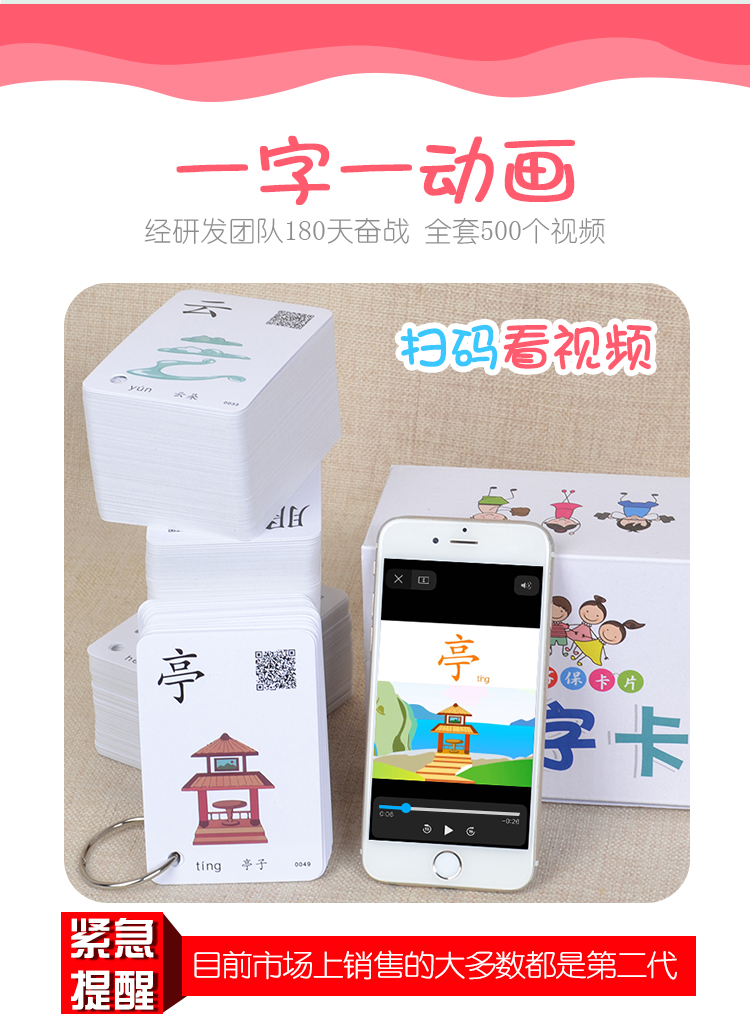 一字一动画
经研发团队180天奋战 全套500个视频
扫码看视频
云
yún
云朵
0033
亭
tíng
0:06
-0:26
保卡片
字卡
亭
tíng 亭子 0049
紧急
提醒
目前市场上销售的大多数都是第二代